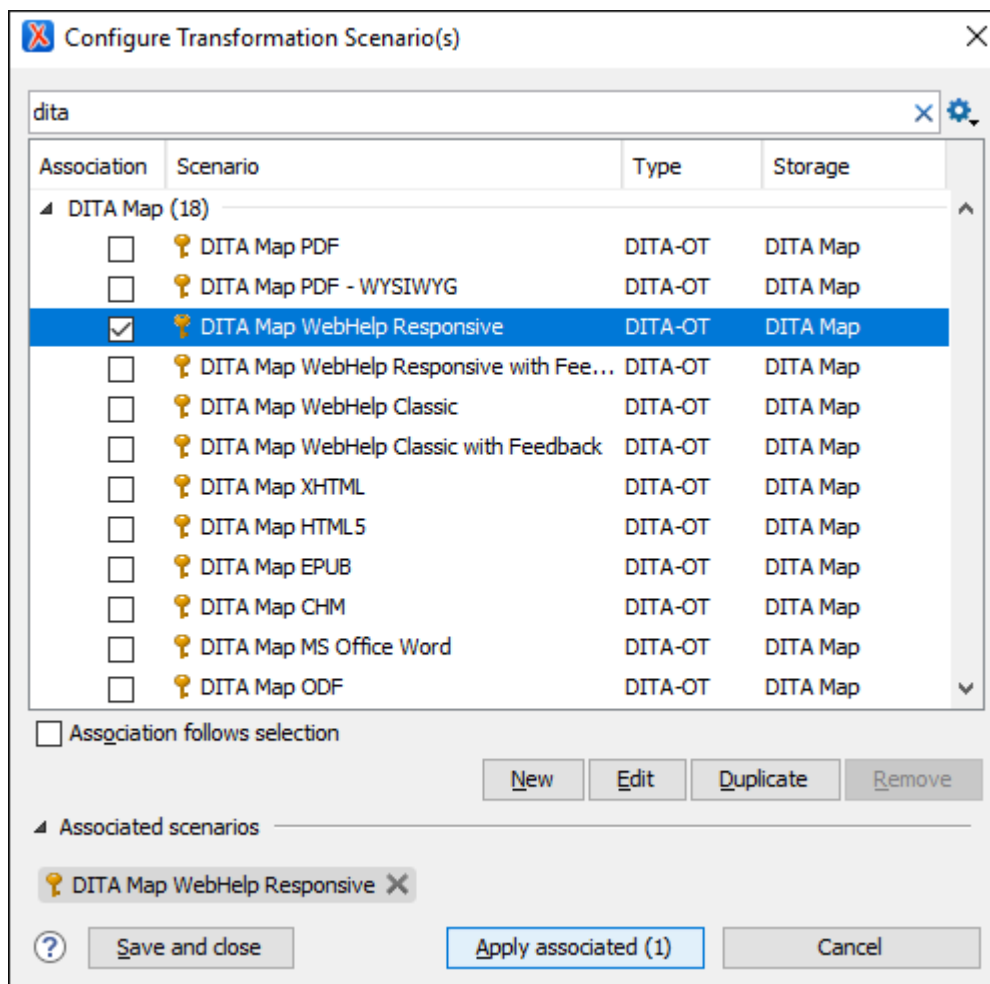 Configure Transformation Scenario(s)
dita
Association Scenario Type Storage
DITA Map (18)
DITA Map PDF DITA-OT DITA Map
DITA Map PDF - WYSIWYG DITA-OT DITA Map
DITA Map WebHelp Responsive DITA-OT DITA Map
DITA Map WebHelp Responsive with Fee... DITA-OT DITA Map
DITA Map WebHelp Classic DITA-OT DITA Map
DITA Map WebHelp Classic with Feedback DITA-OT DITA Map
DITA Map XHTML DITA-OT DITA Map
DITA Map HTML5 DITA-OT DITA Map
DITA Map EPUB DITA-OT DITA Map
DITA Map CHM DITA-OT DITA Map
DITA Map MS Office Word DITA-OT DITA Map
DITA Map ODF DITA-OT DITA Map
Association follows selection
New Edit Duplicate Remove
Associated scenarios
DITA Map WebHelp Responsive
? Save and close Apply associated (1) Cancel